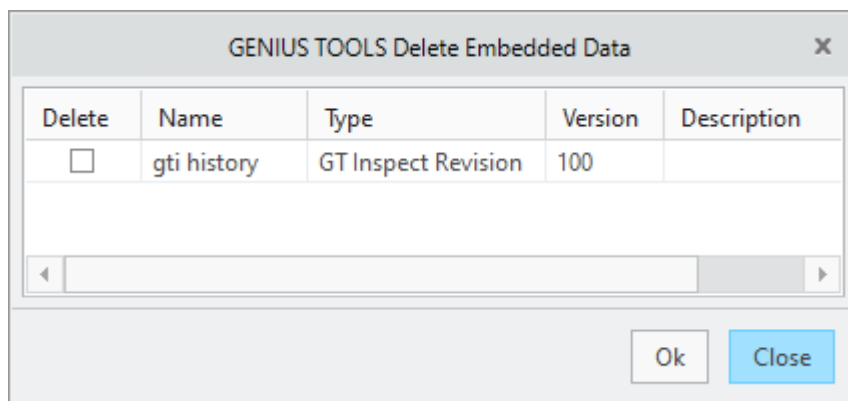 GENIUS TOOLS Delete Embedded Data
Delete Name Type Version Description
gti history GT Inspect Revision 100
Ok Close